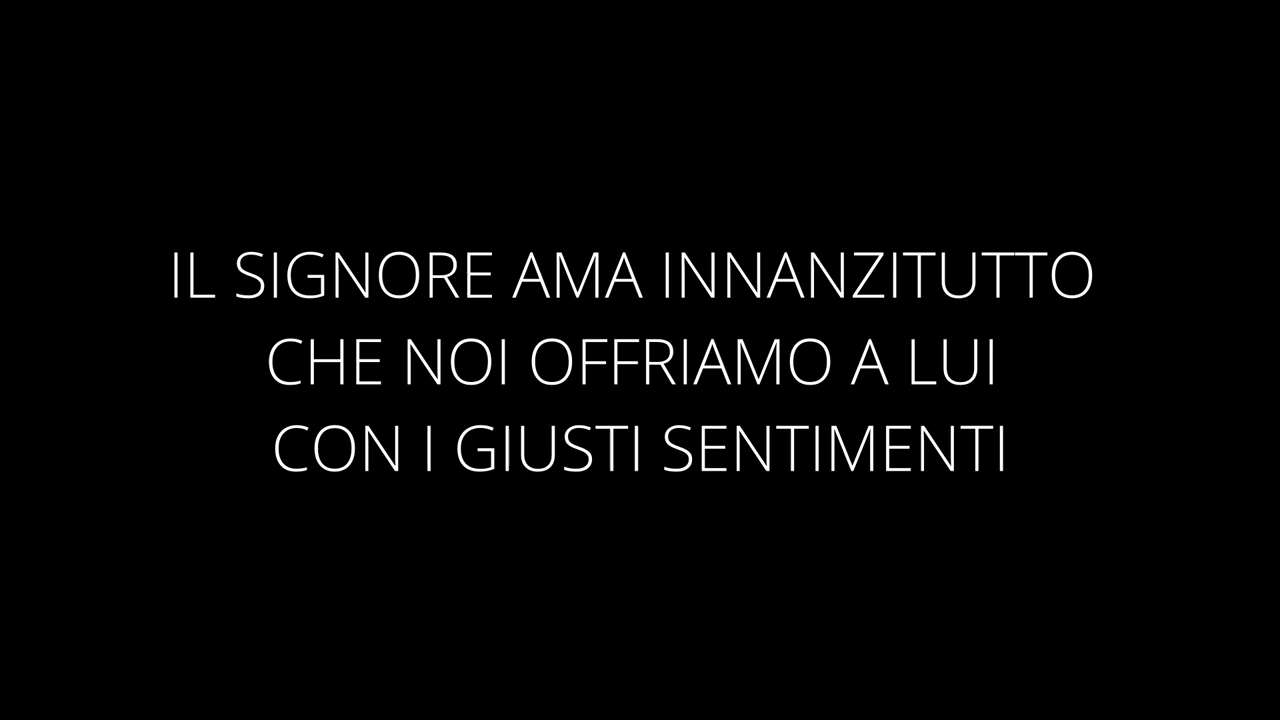 IL SIGNORE AMA INNANZITUTTO
CHE NOI OFFRIAMO A LUI
CON I GIUSTI SENTIMENTI